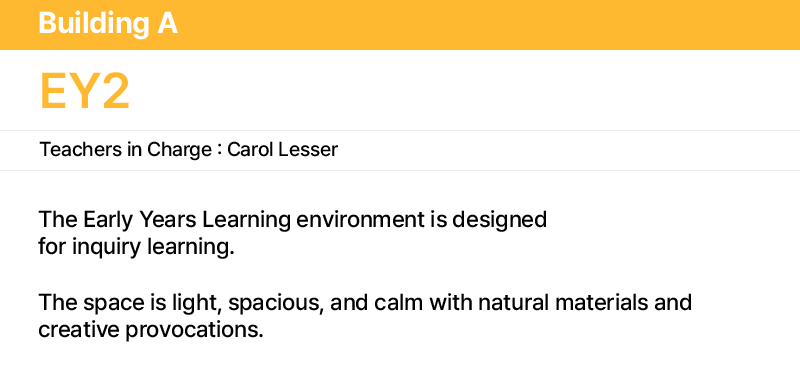 Building A
EY2
Teachers in Charge : Carol Lesser
The Early Years Learning environment is designed
for inquiry learning.
The space is light, spacious, and calm with natural materials and
creative provocations.